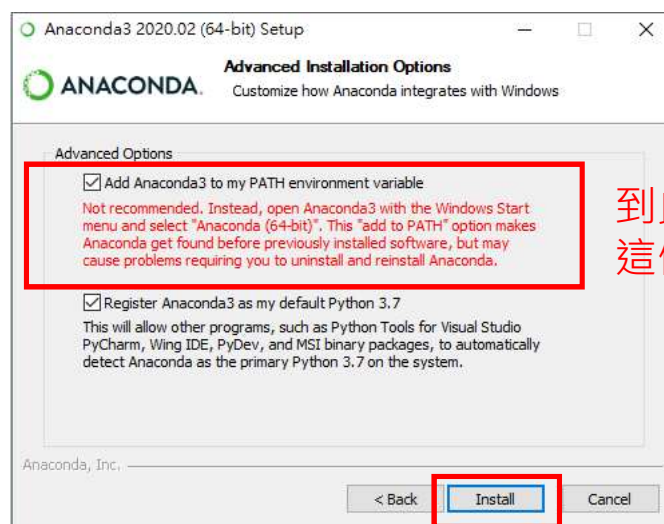 Anaconda3 2020.02 (64-bit) Setup
ANACONDA.
Advanced Installation Options
Customize how Anaconda integrates with Windows
Advanced Options
Add Anaconda3 to my PATH environment variable
Not recommended. Instead, open Anaconda3 with the Windows Start
menu and select "Anaconda (64-bit)". This "add to PATH" option makes
Anaconda get found before previously installed software, but may
cause problems requiring you to uninstall and reinstall Anaconda.
到
這
Register Anaconda3 as my default Python 3.7
This will allow other programs, such as Python Tools for Visual Studio
PyCharm, Wing IDE, PyDev, and MSI binary packages, to automatically
detect Anaconda as the primary Python 3.7 on the system.
Anaconda, Inc.
< Back Install Cancel